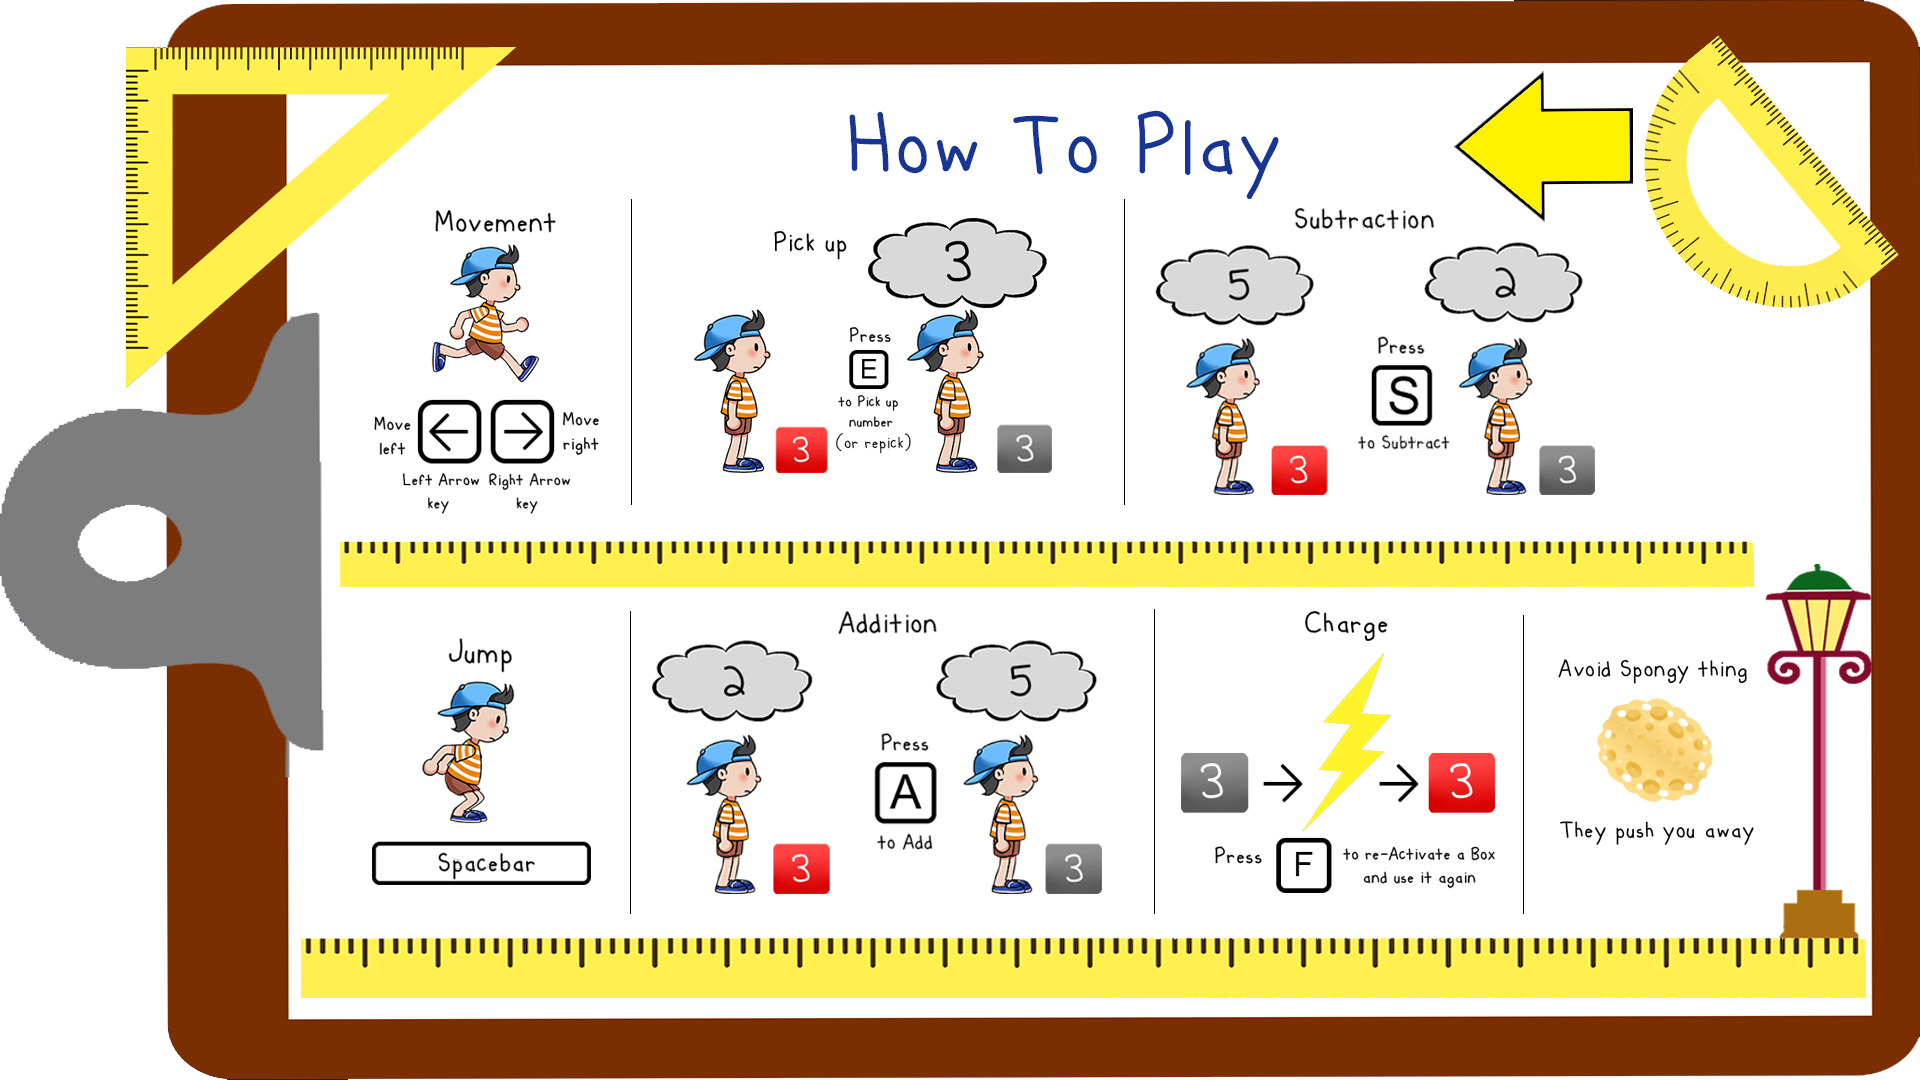 How To Play
Movement
Move
left
Move
right
Left Arrow
key
Right Arrow
key
Pick up
3
Press
E
to Pick up
number
(or repick)
3
3
Subtraction
5
2
Press
S
to Subtract
3
3
Jump
Spacebar
Addition
2
5
Press
A
to Add
3
3
Charge
3
3
Press
F
to re-Activate a Box
and use it again
Avoid Spongy thing
They push you away